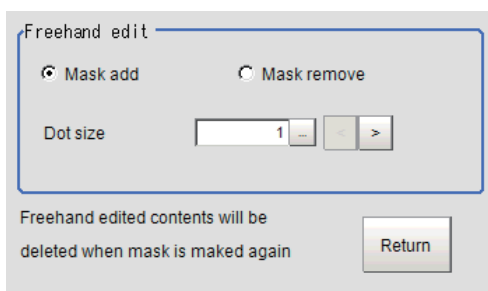 Freehand edit
Mask add Mask remove
Dot size 1 ... < >
Freehand edited contents will be
deleted when mask is maked again
Return